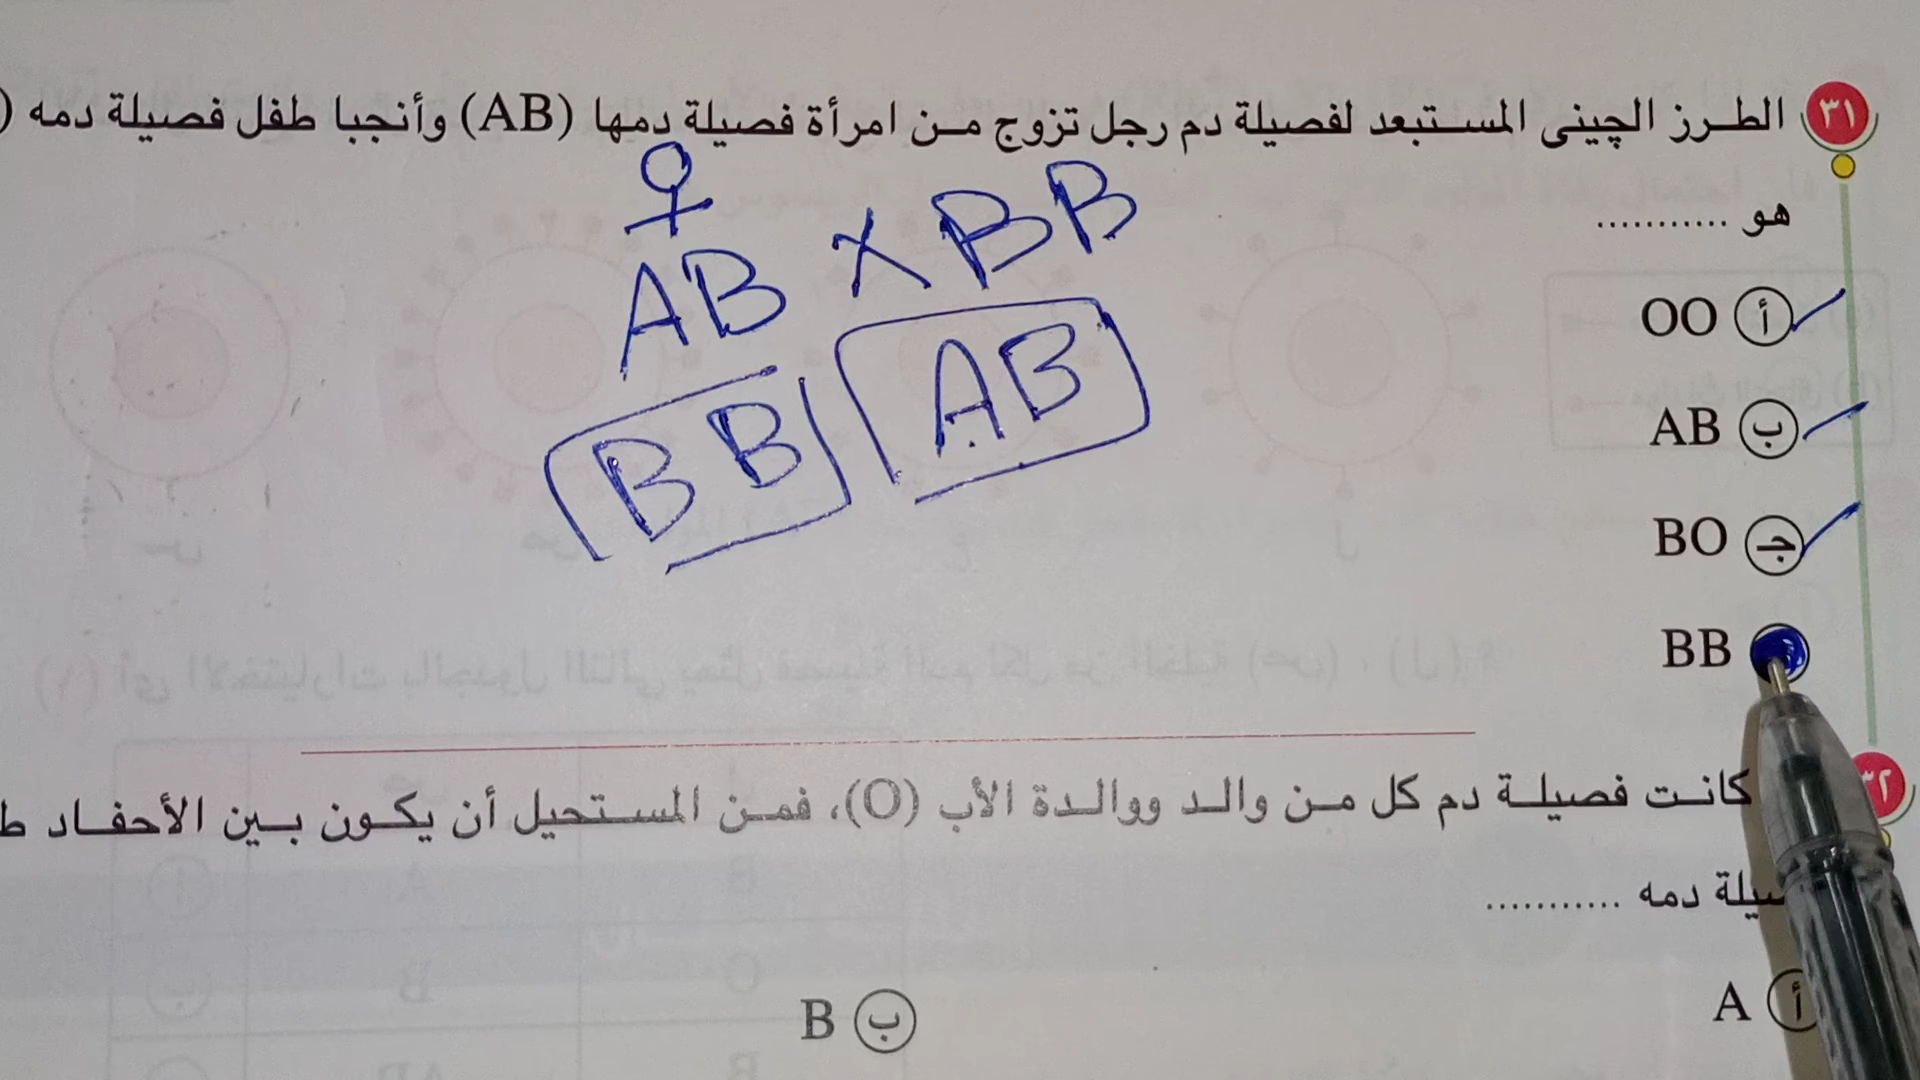 ٣١ الطرز الچينى المستبعد لفصيلة دم رجل تزوج من امرأة فصيلة دمها (AB) وأنجبا طفل فصيلة دمه (
هو ...........
أ OO
ب AB
جـ BO
BB
♀
AB X BB
BB AB
كانت فصيلة دم كل من والد ووالدة الأب (O)، فمن المستحيل أن يكون بين الأحفاد ط
يلة دمه ...........
أ A
ب B